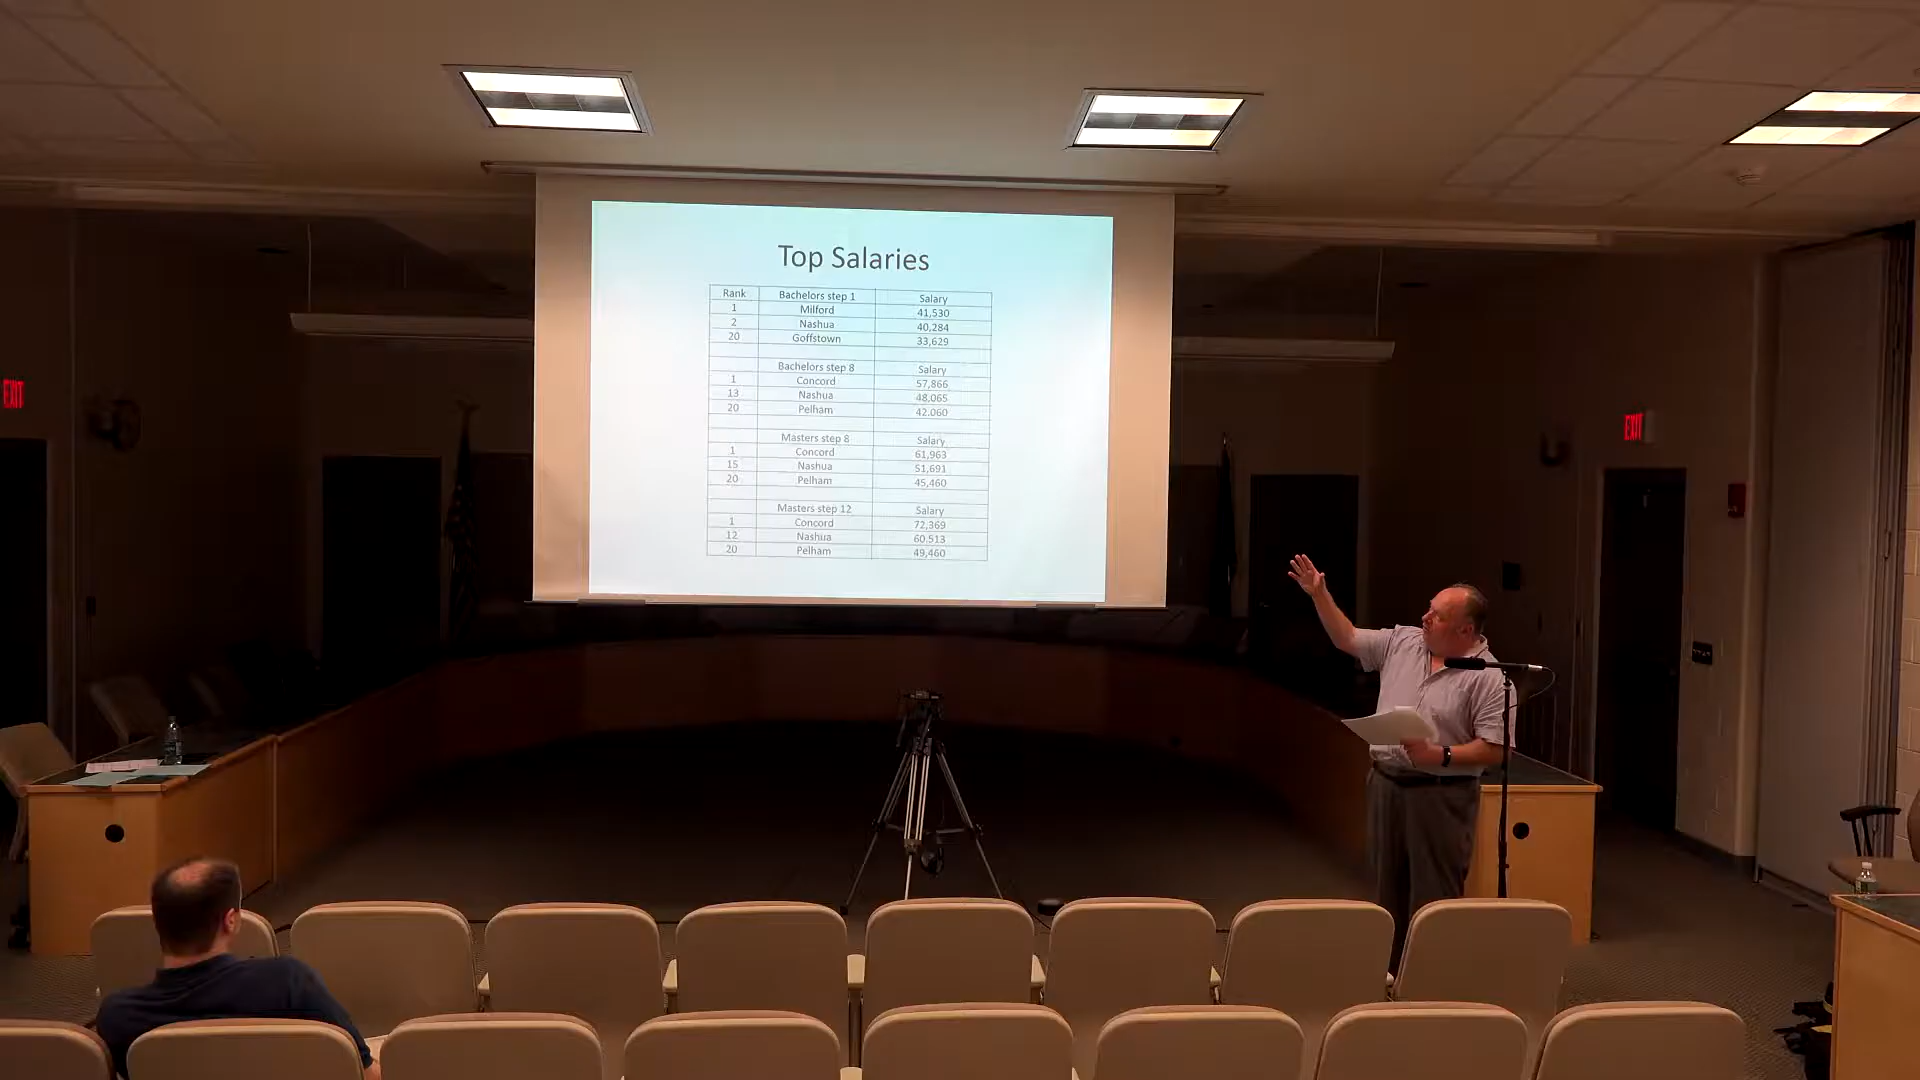 Top Salaries
Rank Bachelors step 1 Salary
1 Milford 41,530
2 Nashua 40,284
20 Goffstown 33,629
Bachelors step 8 Salary
1 Concord 57,866
13 Nashua 48,065
20 Pelham 42.060
Masters step 8 Salary
1 Concord 61,963
15 Nashua 51,691
20 Pelham 45,460
Masters step 12 Salary
1 Concord 72,369
12 Nashua 60.513
20 Pelham 49,460
EXIT
EXIT